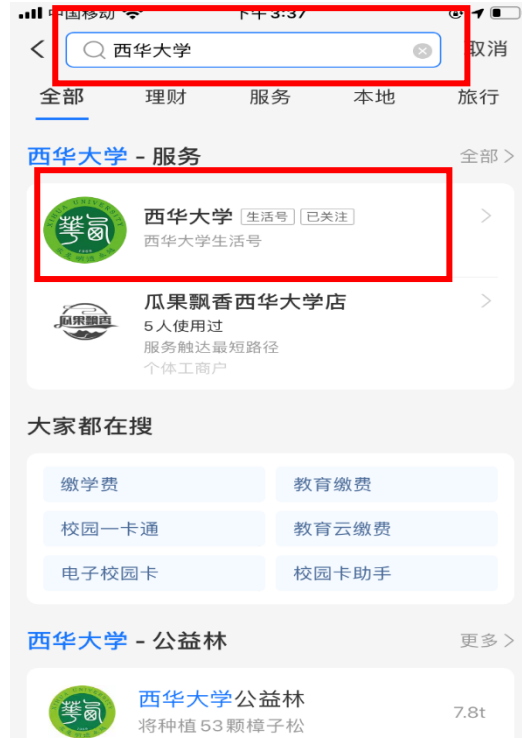 中国移动 下午3:37
西华大学 取消
全部 理财 服务 本地 旅行
西华大学 - 服务 全部
西华大学 生活号 已关注
西华大学生活号
瓜果飘香西华大学店
5人使用过
服务触达最短路径
个体工商户
瓜果飄香
大家都在搜
缴学费 教育缴费
校园一卡通 教育云缴费
电子校园卡 校园卡助手
西华大学 - 公益林 更多
西华大学公益林
将种植53颗樟子松
7.8t